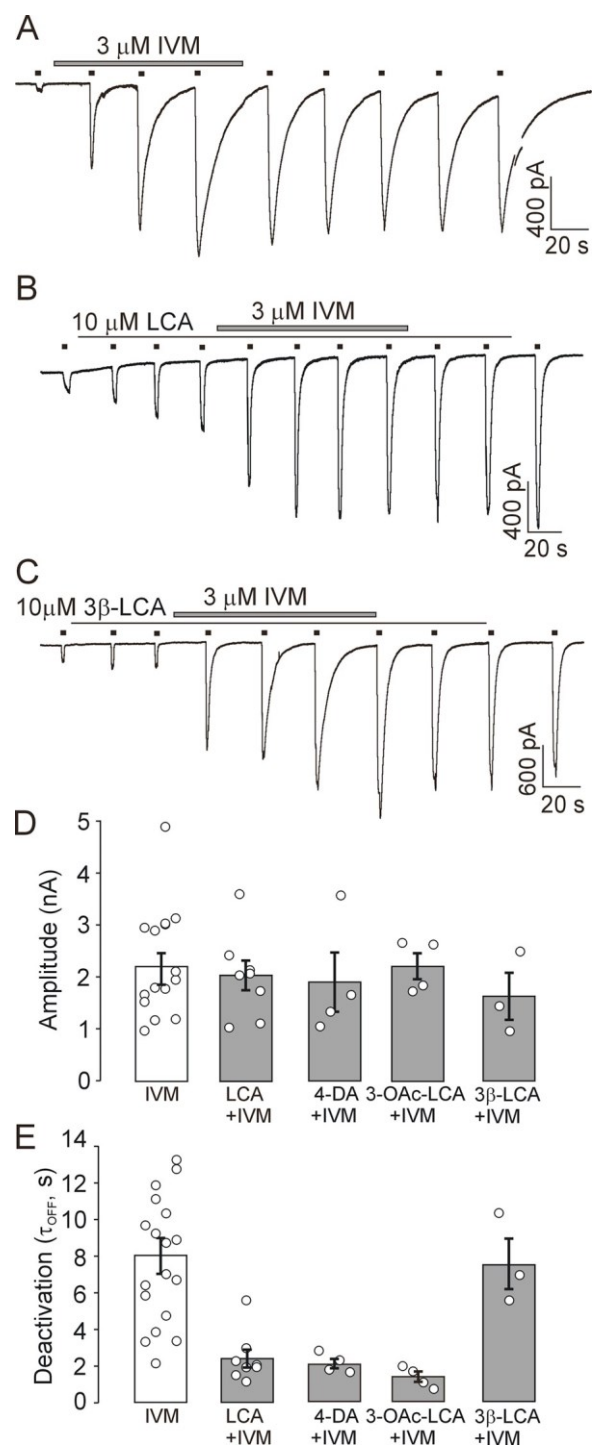 A
3 μM IVM
400 pA
20 s
B
10 μM LCA
3 μM IVM
400 pA
20 s
C
10μM 3β-LCA
3 μM IVM
600 pA
20 s
D
Amplitude (nA)
5
4
3
2
1
0
IVM
LCA +IVM
4-DA +IVM
3-OAc-LCA +IVM
3β-LCA +IVM
E
Deactivation (τOFF, s)
14
12
10
8
6
4
2
0
IVM
LCA +IVM
4-DA +IVM
3-OAc-LCA +IVM
3β-LCA +IVM